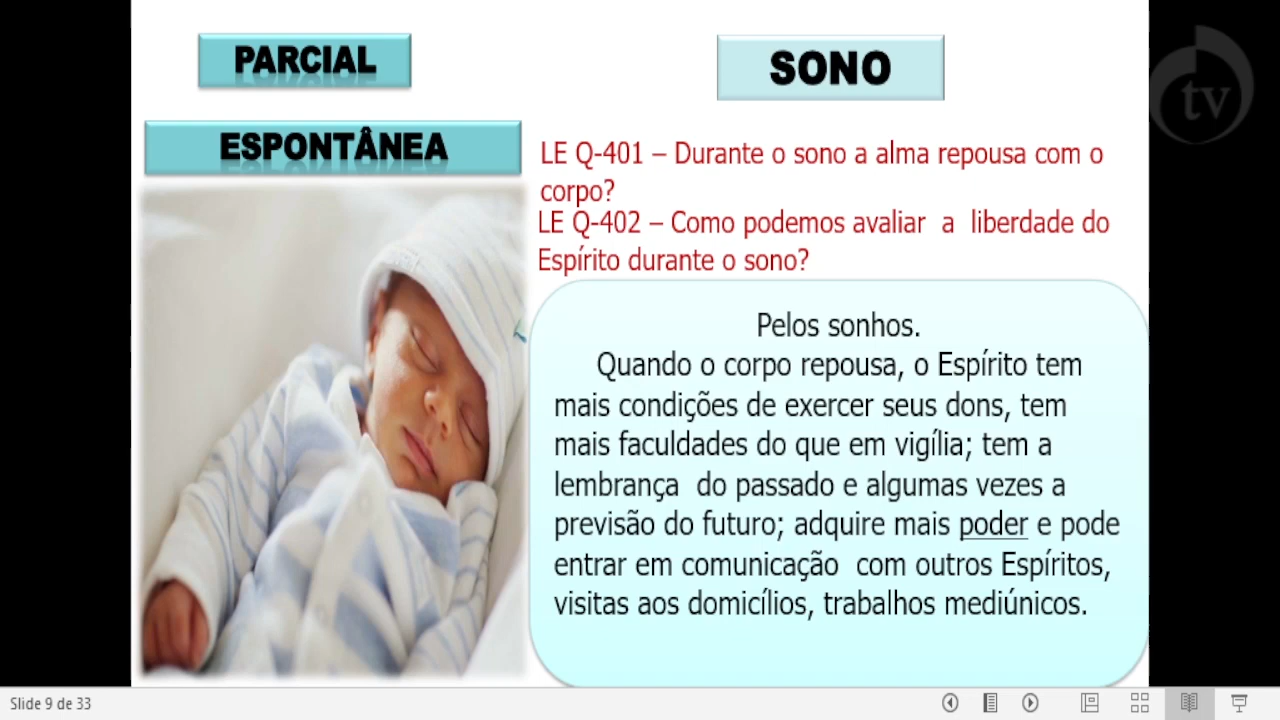 PARCIAL
SONO
ESPONTÂNEA
LE Q-401 – Durante o sono a alma repousa com o
corpo?
LE Q-402 – Como podemos avaliar a liberdade do
Espírito durante o sono?
Pelos sonhos.
Quando o corpo repousa, o Espírito tem
mais condições de exercer seus dons, tem
mais faculdades do que em vigília; tem a
lembrança do passado e algumas vezes a
previsão do futuro; adquire mais poder e pode
entrar em comunicação com outros Espíritos,
visitas aos domicílios, trabalhos mediúnicos.
tv
Slide 9 de 33